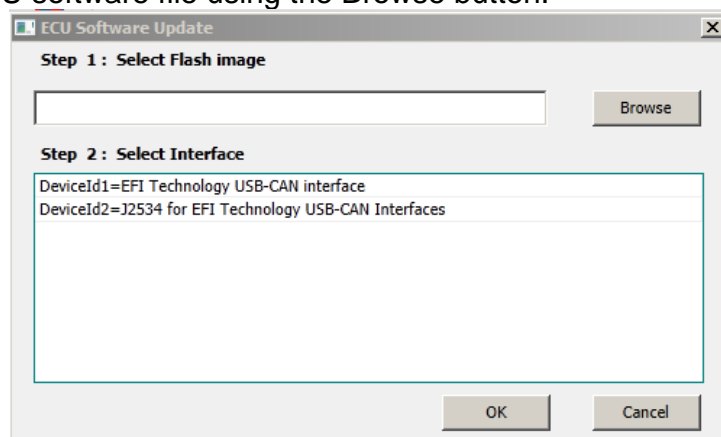 software file using the Browse button.
ECU Software Update
Step 1 : Select Flash image
Browse
Step 2 : Select Interface
DeviceId1=EFI Technology USB-CAN interface
DeviceId2=J2534 for EFI Technology USB-CAN Interfaces
OK
Cancel